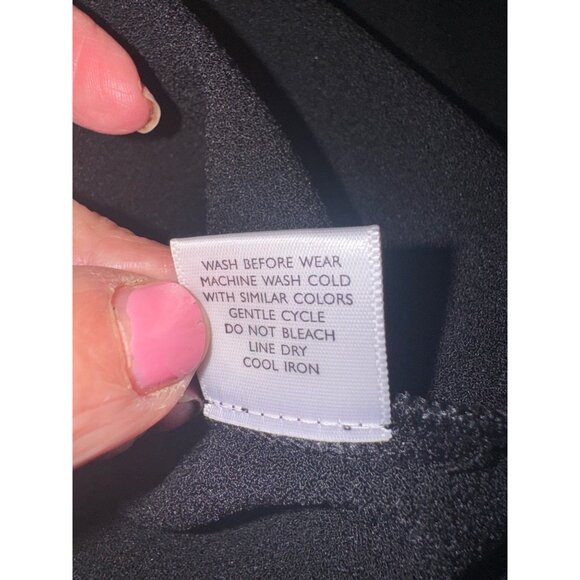 WASH BEFORE WEAR
MACHINE WASH COLD
WITH SIMILAR COLORS
GENTLE CYCLE
DO NOT BLEACH
LINE DRY
COOL IRON